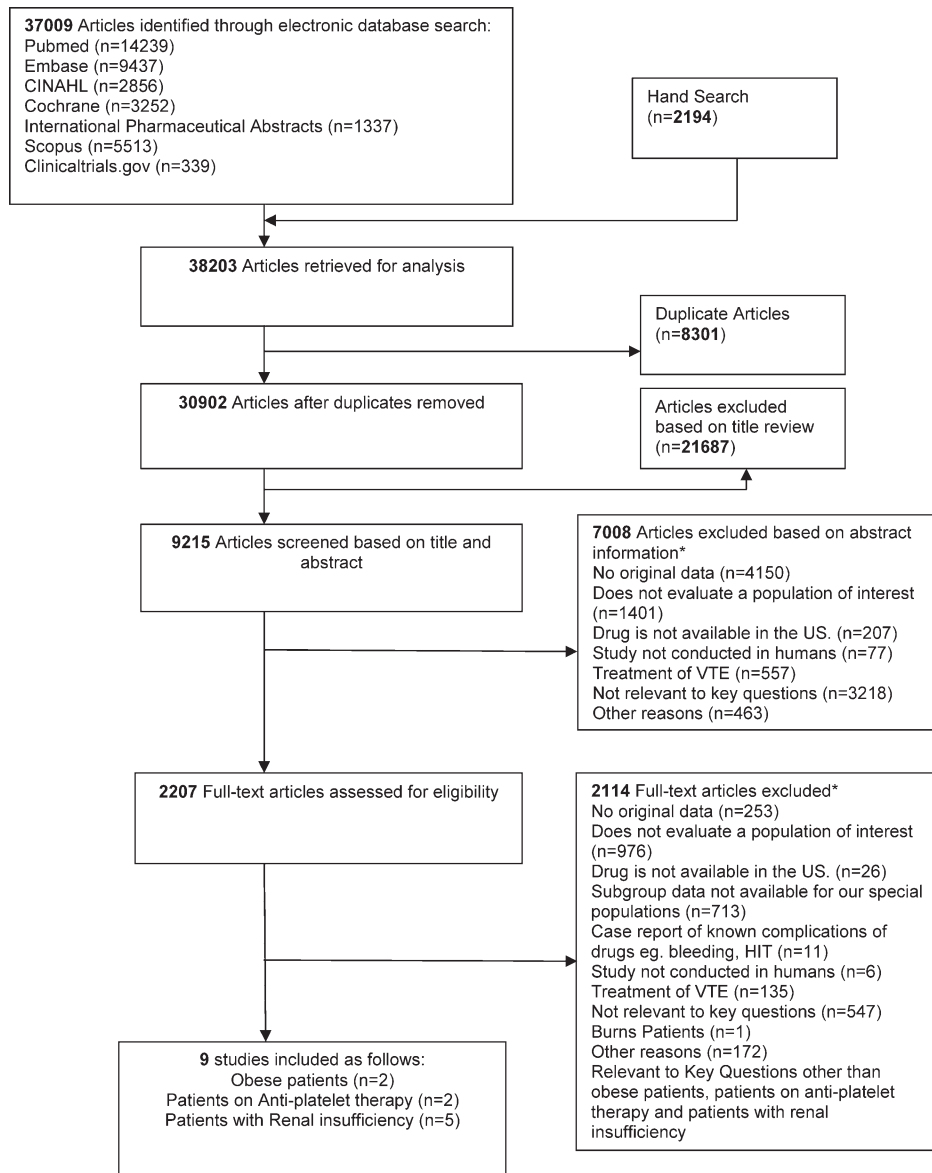 37009 Articles identified through electronic database search:
Pubmed (n=14239)
Embase (n=9437)
CINAHL (n=2856)
Cochrane (n=3252)
International Pharmaceutical Abstracts (n=1337)
Scopus (n=5513)
Clinicaltrials.gov (n=339)
Hand Search
(n=2194)
38203 Articles retrieved for analysis
Duplicate Articles
(n=8301)
30902 Articles after duplicates removed
Articles excluded
based on title review
(n=21687)
9215 Articles screened based on title and
abstract
7008 Articles excluded based on abstract
information*
No original data (n=4150)
Does not evaluate a population of interest
(n=1401)
Drug is not available in the US. (n=207)
Study not conducted in humans (n=77)
Treatment of VTE (n=557)
Not relevant to key questions (n=3218)
Other reasons (n=463)
2207 Full-text articles assessed for eligibility
2114 Full-text articles excluded*
No original data (n=253)
Does not evaluate a population of interest
(n=976)
Drug is not available in the US. (n=26)
Subgroup data not available for our special
populations (n=713)
Case report of known complications of
drugs eg. bleeding, HIT (n=11)
Study not conducted in humans (n=6)
Treatment of VTE (n=135)
Not relevant to key questions (n=547)
Burns Patients (n=1)
Other reasons (n=172)
Relevant to Key Questions other than
obese patients, patients on anti-platelet
therapy and patients with renal
insufficiency
9 studies included as follows:
Obese patients (n=2)
Patients on Anti-platelet therapy (n=2)
Patients with Renal insufficiency (n=5)